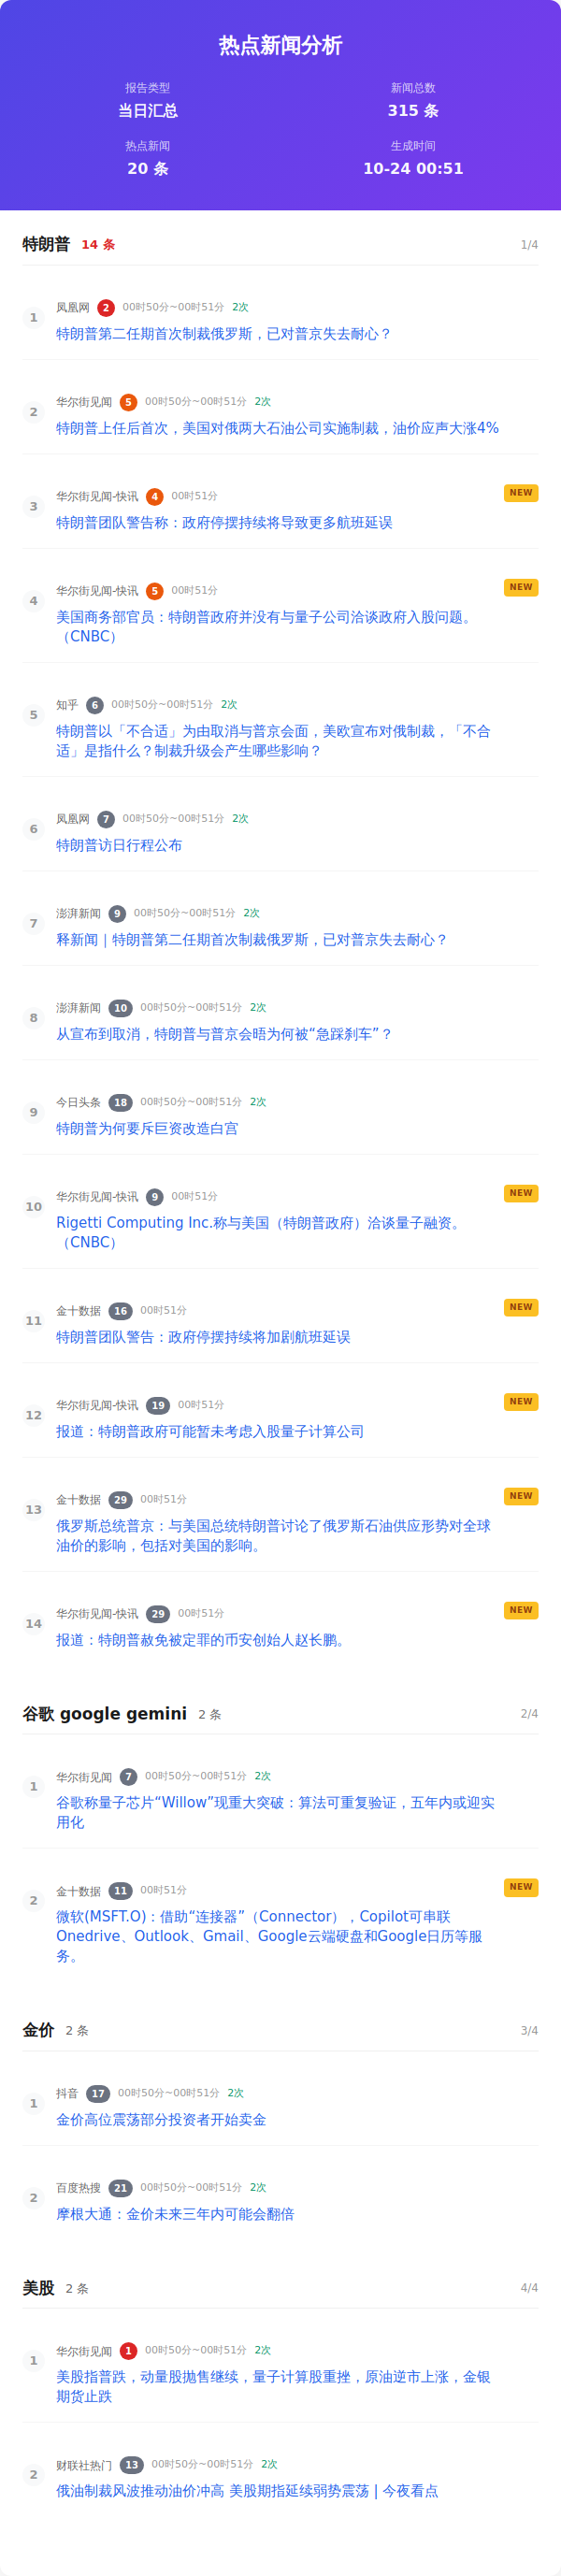 热点新闻分析
报告类型
新闻总数
当日汇总
315 条
热点新闻
生成时间
20 条
10-24 00:51
特朗普 14 条 1/4
1 凤凰网 2 00时50分~00时51分 2次
特朗普第二任期首次制裁俄罗斯，已对普京失去耐心？
2 华尔街见闻 5 00时50分~00时51分 2次
特朗普上任后首次，美国对俄两大石油公司实施制裁，油价应声大涨4%
3 华尔街见闻-快讯 4 00时51分 NEW
特朗普团队警告称：政府停摆持续将导致更多航班延误
4 华尔街见闻-快讯 5 00时51分 NEW
美国商务部官员：特朗普政府并没有与量子公司洽谈政府入股问题。
（CNBC）
5 知乎 6 00时50分~00时51分 2次
特朗普以「不合适」为由取消与普京会面，美欧宣布对俄制裁，「不合
适」是指什么？制裁升级会产生哪些影响？
6 凤凰网 7 00时50分~00时51分 2次
特朗普访日行程公布
7 澎湃新闻 9 00时50分~00时51分 2次
释新闻｜特朗普第二任期首次制裁俄罗斯，已对普京失去耐心？
8 澎湃新闻 10 00时50分~00时51分 2次
从宣布到取消，特朗普与普京会晤为何被“急踩刹车”？
9 今日头条 18 00时50分~00时51分 2次
特朗普为何要斥巨资改造白宫
10 华尔街见闻-快讯 9 00时51分 NEW
Rigetti Computing Inc.称与美国（特朗普政府）洽谈量子融资。
（CNBC）
11 金十数据 16 00时51分 NEW
特朗普团队警告：政府停摆持续将加剧航班延误
12 华尔街见闻-快讯 19 00时51分 NEW
报道：特朗普政府可能暂未考虑入股量子计算公司
13 金十数据 29 00时51分 NEW
俄罗斯总统普京：与美国总统特朗普讨论了俄罗斯石油供应形势对全球
油价的影响，包括对美国的影响。
14 华尔街见闻-快讯 29 00时51分 NEW
报道：特朗普赦免被定罪的币安创始人赵长鹏。
谷歌 google gemini 2 条 2/4
1 华尔街见闻 7 00时50分~00时51分 2次
谷歌称量子芯片“Willow”现重大突破：算法可重复验证，五年内或迎实
用化
2 金十数据 11 00时51分 NEW
微软(MSFT.O)：借助“连接器”（Connector），Copilot可串联
Onedrive、Outlook、Gmail、Google云端硬盘和Google日历等服
务。
金价 2 条 3/4
1 抖音 17 00时50分~00时51分 2次
金价高位震荡部分投资者开始卖金
2 百度热搜 21 00时50分~00时51分 2次
摩根大通：金价未来三年内可能会翻倍
美股 2 条 4/4
1 华尔街见闻 1 00时50分~00时51分 2次
美股指普跌，动量股抛售继续，量子计算股重挫，原油逆市上涨，金银
期货止跌
2 财联社热门 13 00时50分~00时51分 2次
俄油制裁风波推动油价冲高 美股期指延续弱势震荡 | 今夜看点